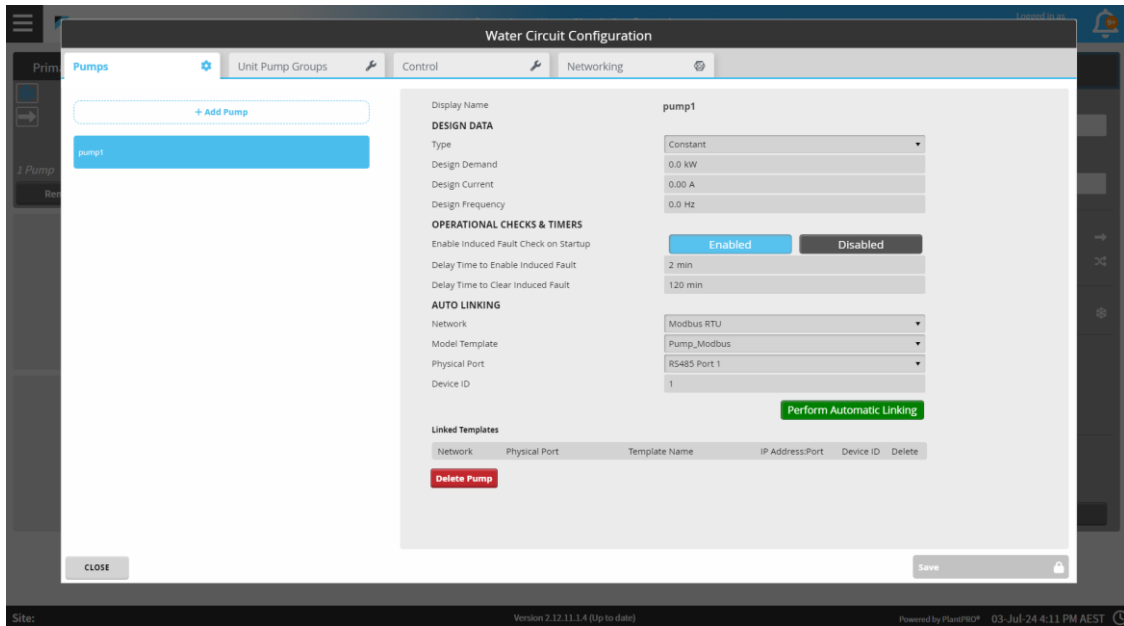 Logged in as
Water Circuit Configuration
9+
Prim
Pumps
Unit Pump Groups
Control
Networking
+ Add Pump
pump1
1 Pump
Ren
Display Name pump1
DESIGN DATA
Type Constant
Design Demand 0.0 kW
Design Current 0.00 A
Design Frequency 0.0 Hz
OPERATIONAL CHECKS & TIMERS
Enable Induced Fault Check on Startup Enabled Disabled
Delay Time to Enable Induced Fault 2 min
Delay Time to Clear Induced Fault 120 min
AUTO LINKING
Network Modbus RTU
Model Template Pump_Modbus
Physical Port RS485 Port 1
Device ID 1
Perform Automatic Linking
Linked Templates
Network Physical Port Template Name IP Address:Port Device ID Delete
Delete Pump
CLOSE
Save
Site: Version 2.12.11.1.4 (Up to date) Powered by PlantPRO® 03-Jul-24 4:11 PM AEST